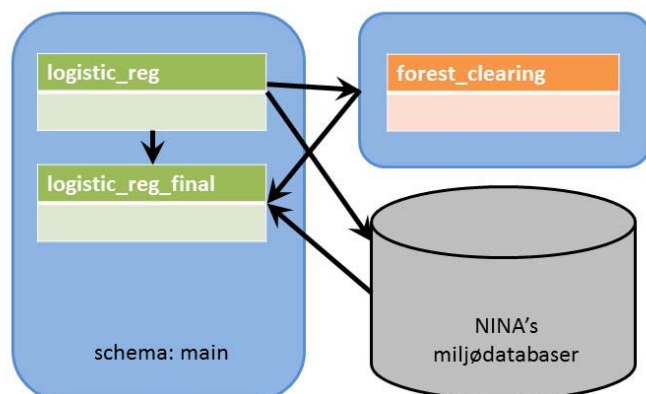 logistic_reg
logistic_reg_final
schema: main
forest_clearing
NINA's
miljødatabaser